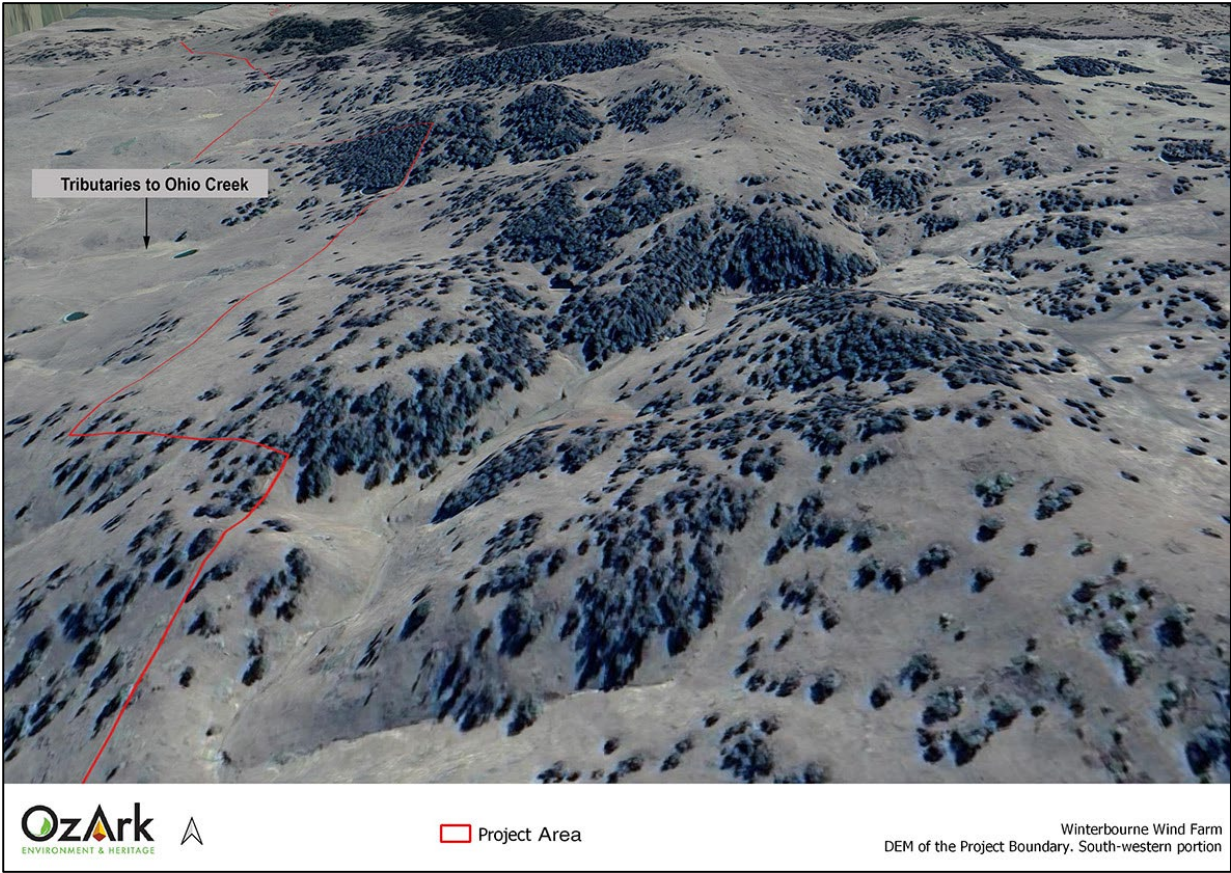 Tributaries to Ohio Creek
OzArk
ENVIRONMENT & HERITAGE
Project Area
Winterbourne Wind Farm
DEM of the Project Boundary. South-western portion